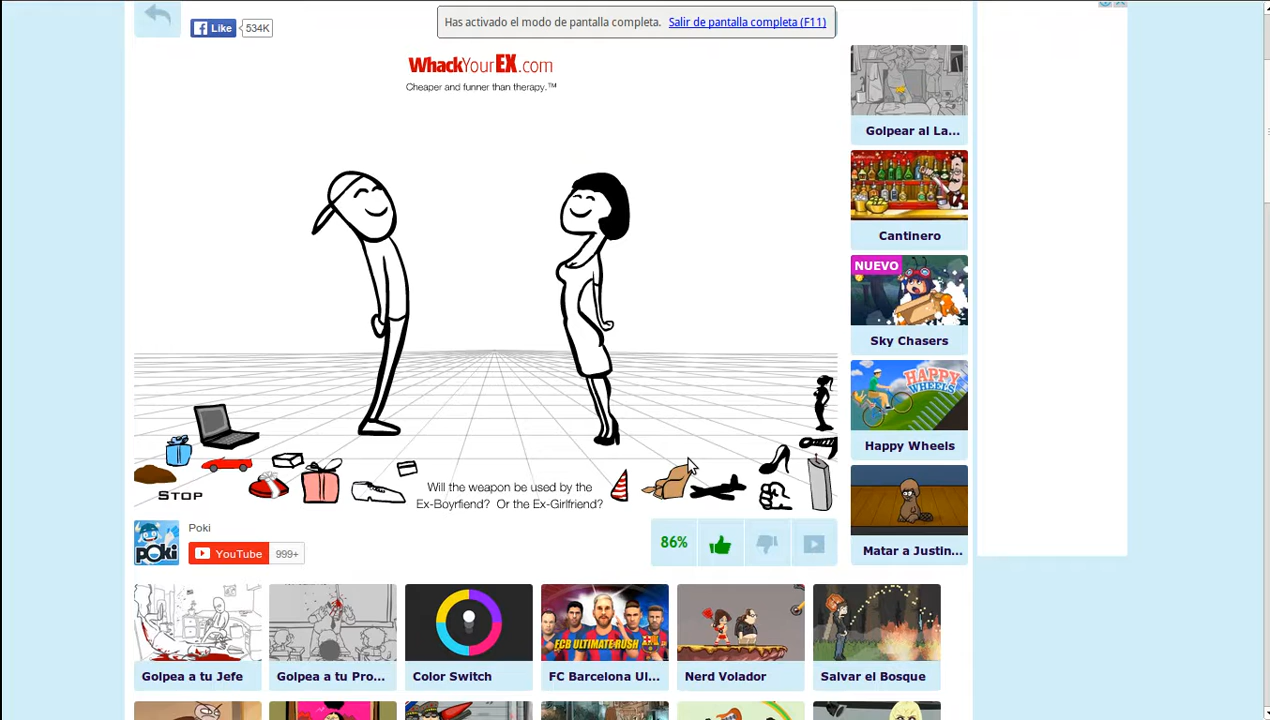 Like 534K
Has activado el modo de pantalla completa. Salir de pantalla completa (F11)
WhackYourEX.com
Cheaper and funner than therapy.™
Golpear al La...
Cantinero
NUEVO
Sky Chasers
HAPPY
WHEELS
Happy Wheels
Matar a Justin...
STOP
Will the weapon be used by the
Ex-Boyrfiend? Or the Ex-Girlfriend?
POKi
Poki
YouTube 999+
86%
FCB ULTIMATE RUSH
Golpea a tu Jefe
Golpea a tu Pro...
Color Switch
FC Barcelona Ul...
Nerd Volador
Salvar el Bosque